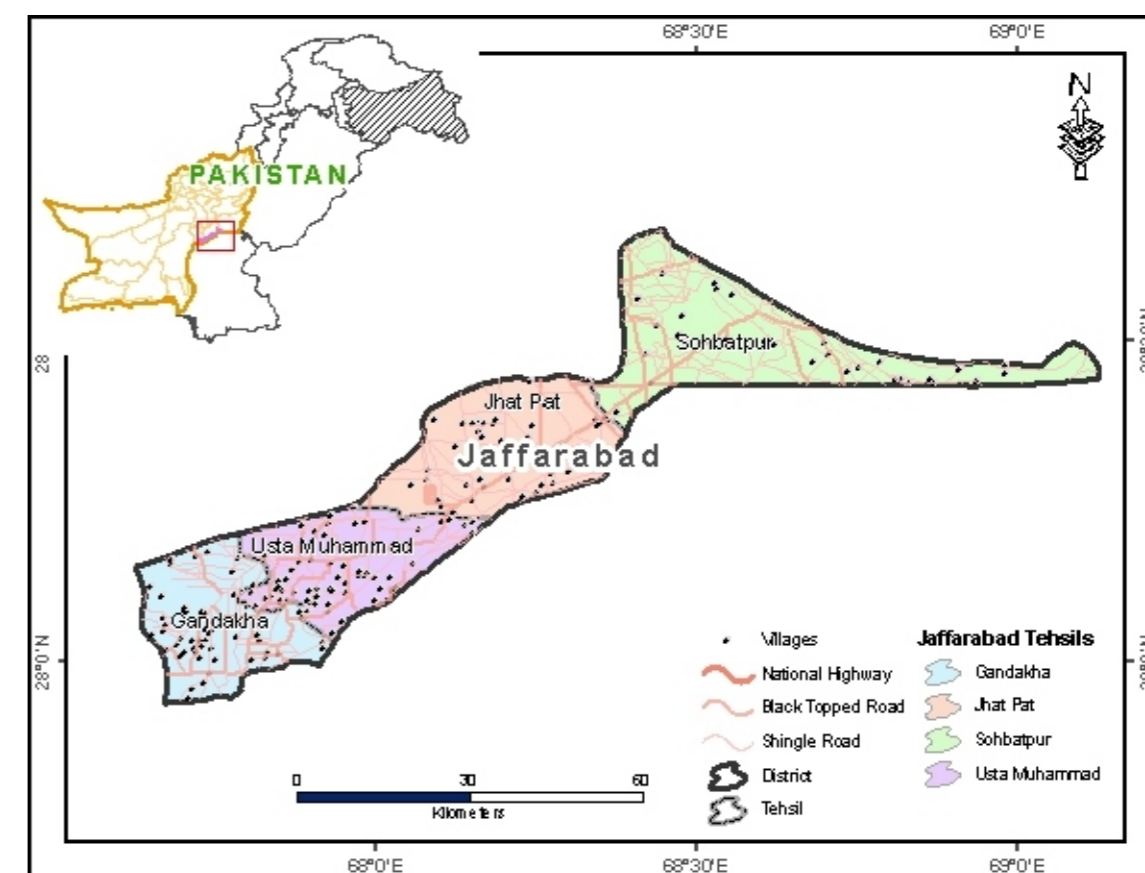 68°30'E 69°0'E
N
PAKISTAN
28
Sohbatpur
Jhat Pat
Jaffarabad
Usta Muhammad
Gandakha
28°0'N
Villages
National Highway
Black Topped Road
Shingle Road
District
Tehsil
Jaffarabad Tehsils
Gandakha
Jhat Pat
Sohbatpur
Usta Muhammad
0 30 60
Kilometers
68°0'E 68°30'E 69°0'E